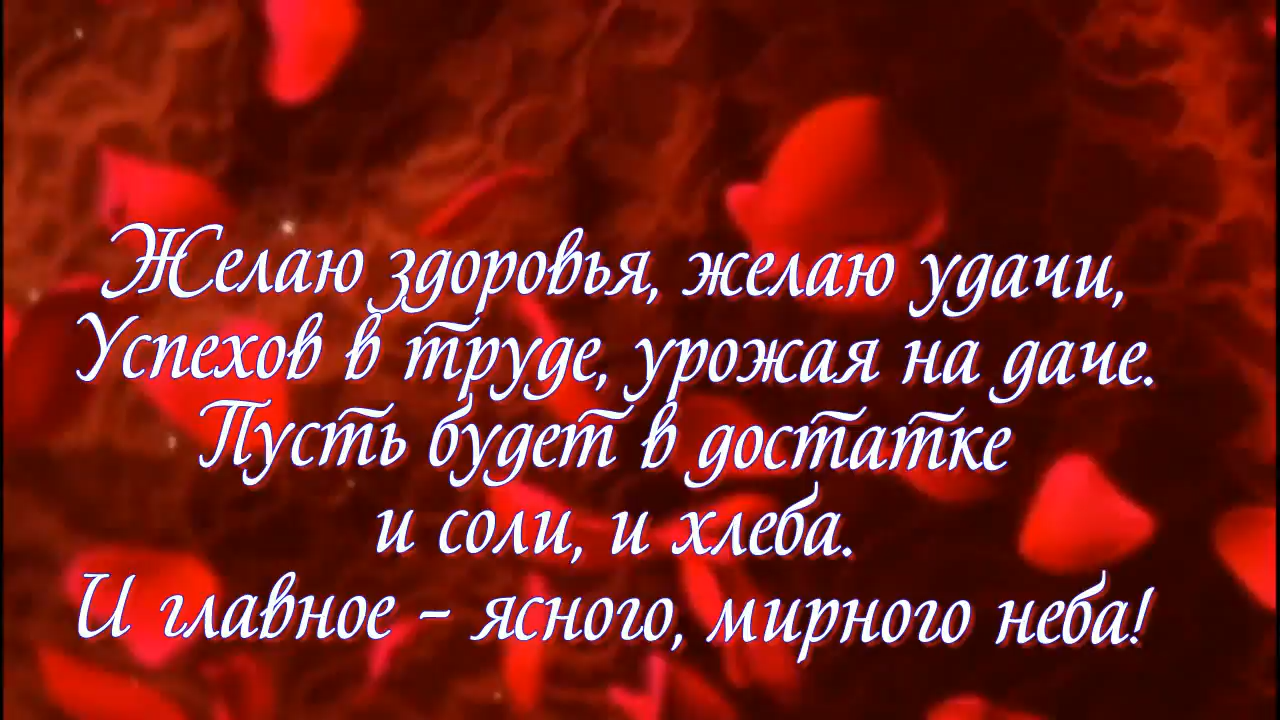 Желаю здоровья, желаю удачи,
Успехов в труде, урожая на даче.
Пусть будет в достатке
и соли, и хлеба.
И главное – ясного, мирного неба!